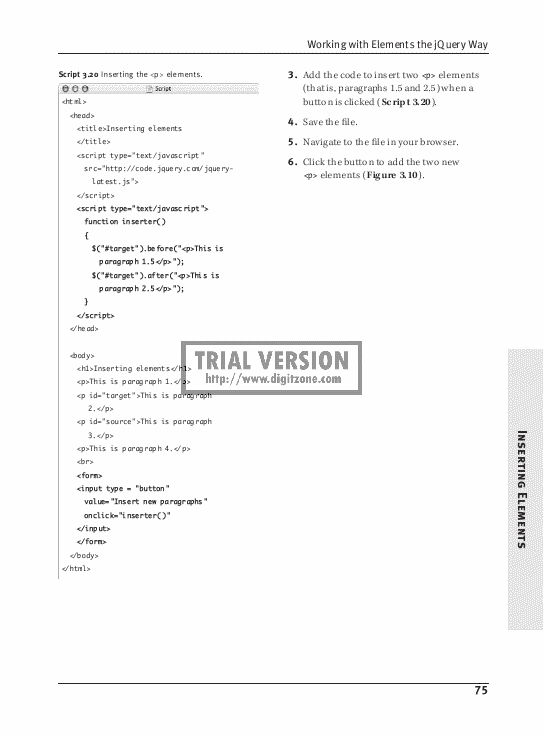 Working with Elements the jQuery Way
Script 3.20 Inserting the <p> elements.
Script
<html>
<head>
<title>Inserting elements
</title>
<script type="text/javascript"
src="http://code.jquery.com/jquery-
latest.js">
</script>
<script type="text/javascript">
function inserter()
{
$("#target").before("<p>This is
paragraph 1.5</p>");
$("#target").after("<p>This is
paragraph 2.5</p>");
}
</script>
</head>
<body>
<h1>Inserting elements</h1>
<p>This is paragraph 1.</p>
<p id="target">This is paragraph
2.</p>
<p id="source">This is paragraph
3.</p>
<p>This is paragraph 4.</p>
<br>
<form>
<input type = "button"
value="Insert new paragraphs"
onclick="inserter()"
</input>
</form>
</body>
</html>
3. Add the code to insert two <p> elements
(that is, paragraphs 1.5 and 2.5) when a
button is clicked (Script 3.20).
4. Save the file.
5. Navigate to the file in your browser.
6. Click the button to add the two new
<p> elements (Figure 3.10).
TRIAL VERSION
http://www.digitzone.com
Inserting Elements
75